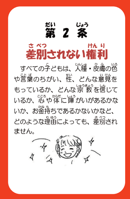 第2条
差別されない権利
すべての子どもは、人種・皮膚の色
や言葉のちがい、性、どんな意見を
もっているか、どんな宗教を信じて
いるか、心や体に障がいがあるかな
いか、お金持ちであるかないかなど、
どのような理由によっても、差別され
ません。